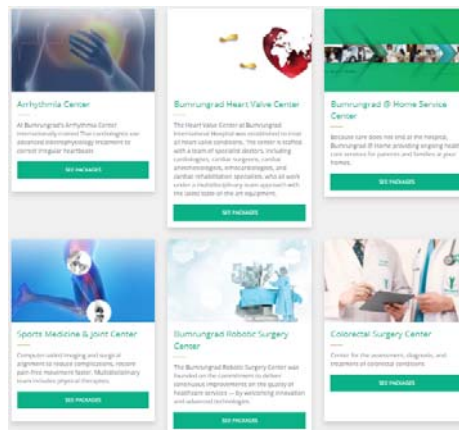 Arrhythmia Center
At Bumrungrad's Arrhythmia Center
internationally trained Thai cardiologists use
advanced electrophysiology treatment to
correct irregular heartbeats
SEE PACKAGES
Bumrungrad Heart Valve Center
The Heart Valve Center at Bumrungrad
International Hospital was established to treat
all heart valve conditions. The center is staffed
with a team of specialist doctors, including
cardiologists, cardiac surgeons, cardiac
anesthesiologists, echocardiologists, and
cardiac rehabilitation specialists, who all work
under a multidisciplinary team approach with
the latest state of the art equipment.
SEE PACKAGES
Bumrungrad @ Home Service
Center
Because care does not end at the hospital,
Bumrungrad @ Home providing ongoing health
care services for patients and families at your
homes.
SEE PACKAGES
Sports Medicine & Joint Center
Computer-aided imaging and surgical
alignment to reduce complications, restore
pain-free movement faster. Multidisciplinary
team includes physical therapists.
SEE PACKAGES
Bumrungrad Robotic Surgery
Center
The Bumrungrad Robotic Surgery Center was
founded on the commitment to deliver
continuous improvements on the quality of
healthcare services — by welcoming innovation
and advanced technologies
SEE PACKAGES
Colorectal Surgery Center
Center for the assessment, diagnosis, and
treatment of colorectal conditions
SEE PACKAGES